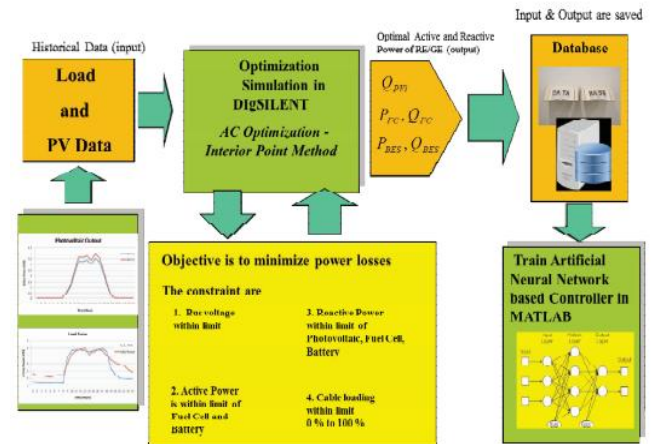 Historical Data (input)
Load
and
PV Data
Photovoltaic Output
Optimization
Simulation in
DIgSILENT
AC Optimization -
Interior Point Method
Optimal Active and Reactive
Power of RE/GE (output)
Q_PVs
P_FC, Q_FC
P_BES, Q_BES
Input & Output are saved
Database
DATA
Objective is to minimize power losses
The constraint are
1. Bus voltage
within limit
2. Active Power
is within limit of
Fuel Cell and
Battery
3. Reactive Power
within limit of
Photovoltaic, Fuel Cell,
Battery
4. Cable loading
within limit
0 % to 100 %
Train Artificial
Neural Network
based Controller in
MATLAB
Input
Output